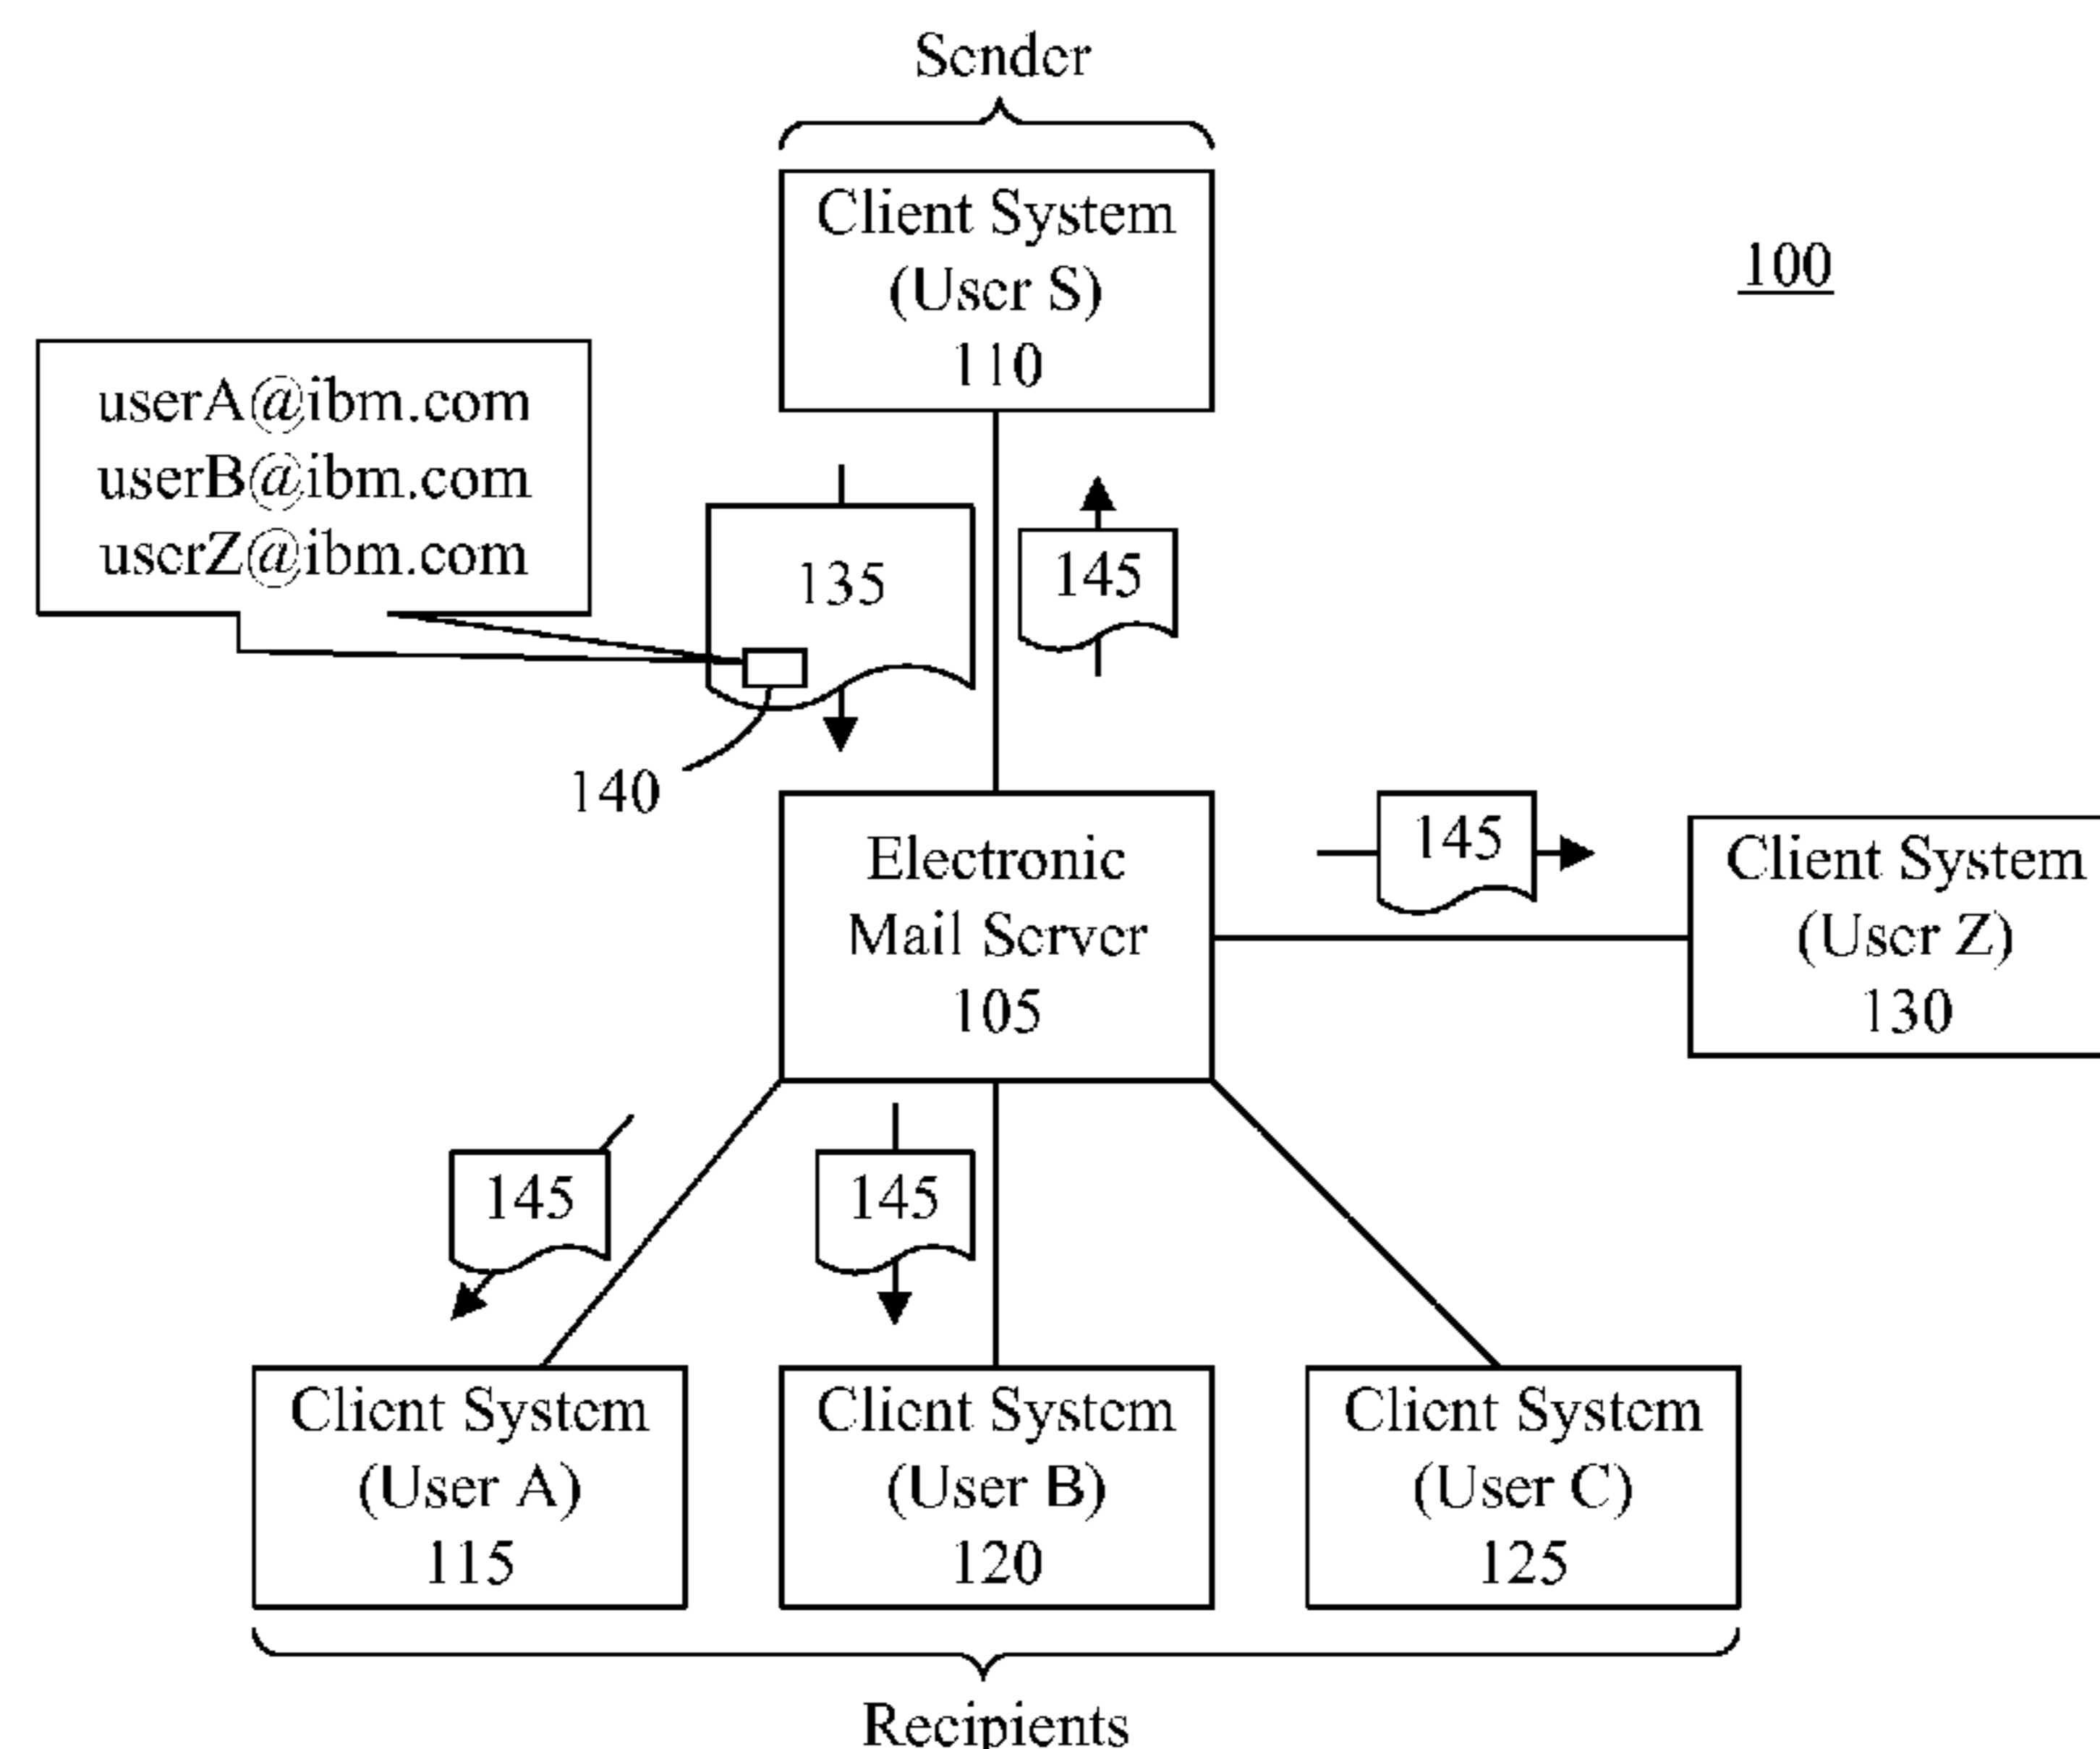 Sender
Client System
(User S)
110
100
userA@ibm.com
userB@ibm.com
userZ@ibm.com
135
145
140
Electronic
Mail Server
105
145
Client System
(User Z)
130
145
145
Client System
(User A)
115
Client System
(User B)
120
Client System
(User C)
125
Recipients